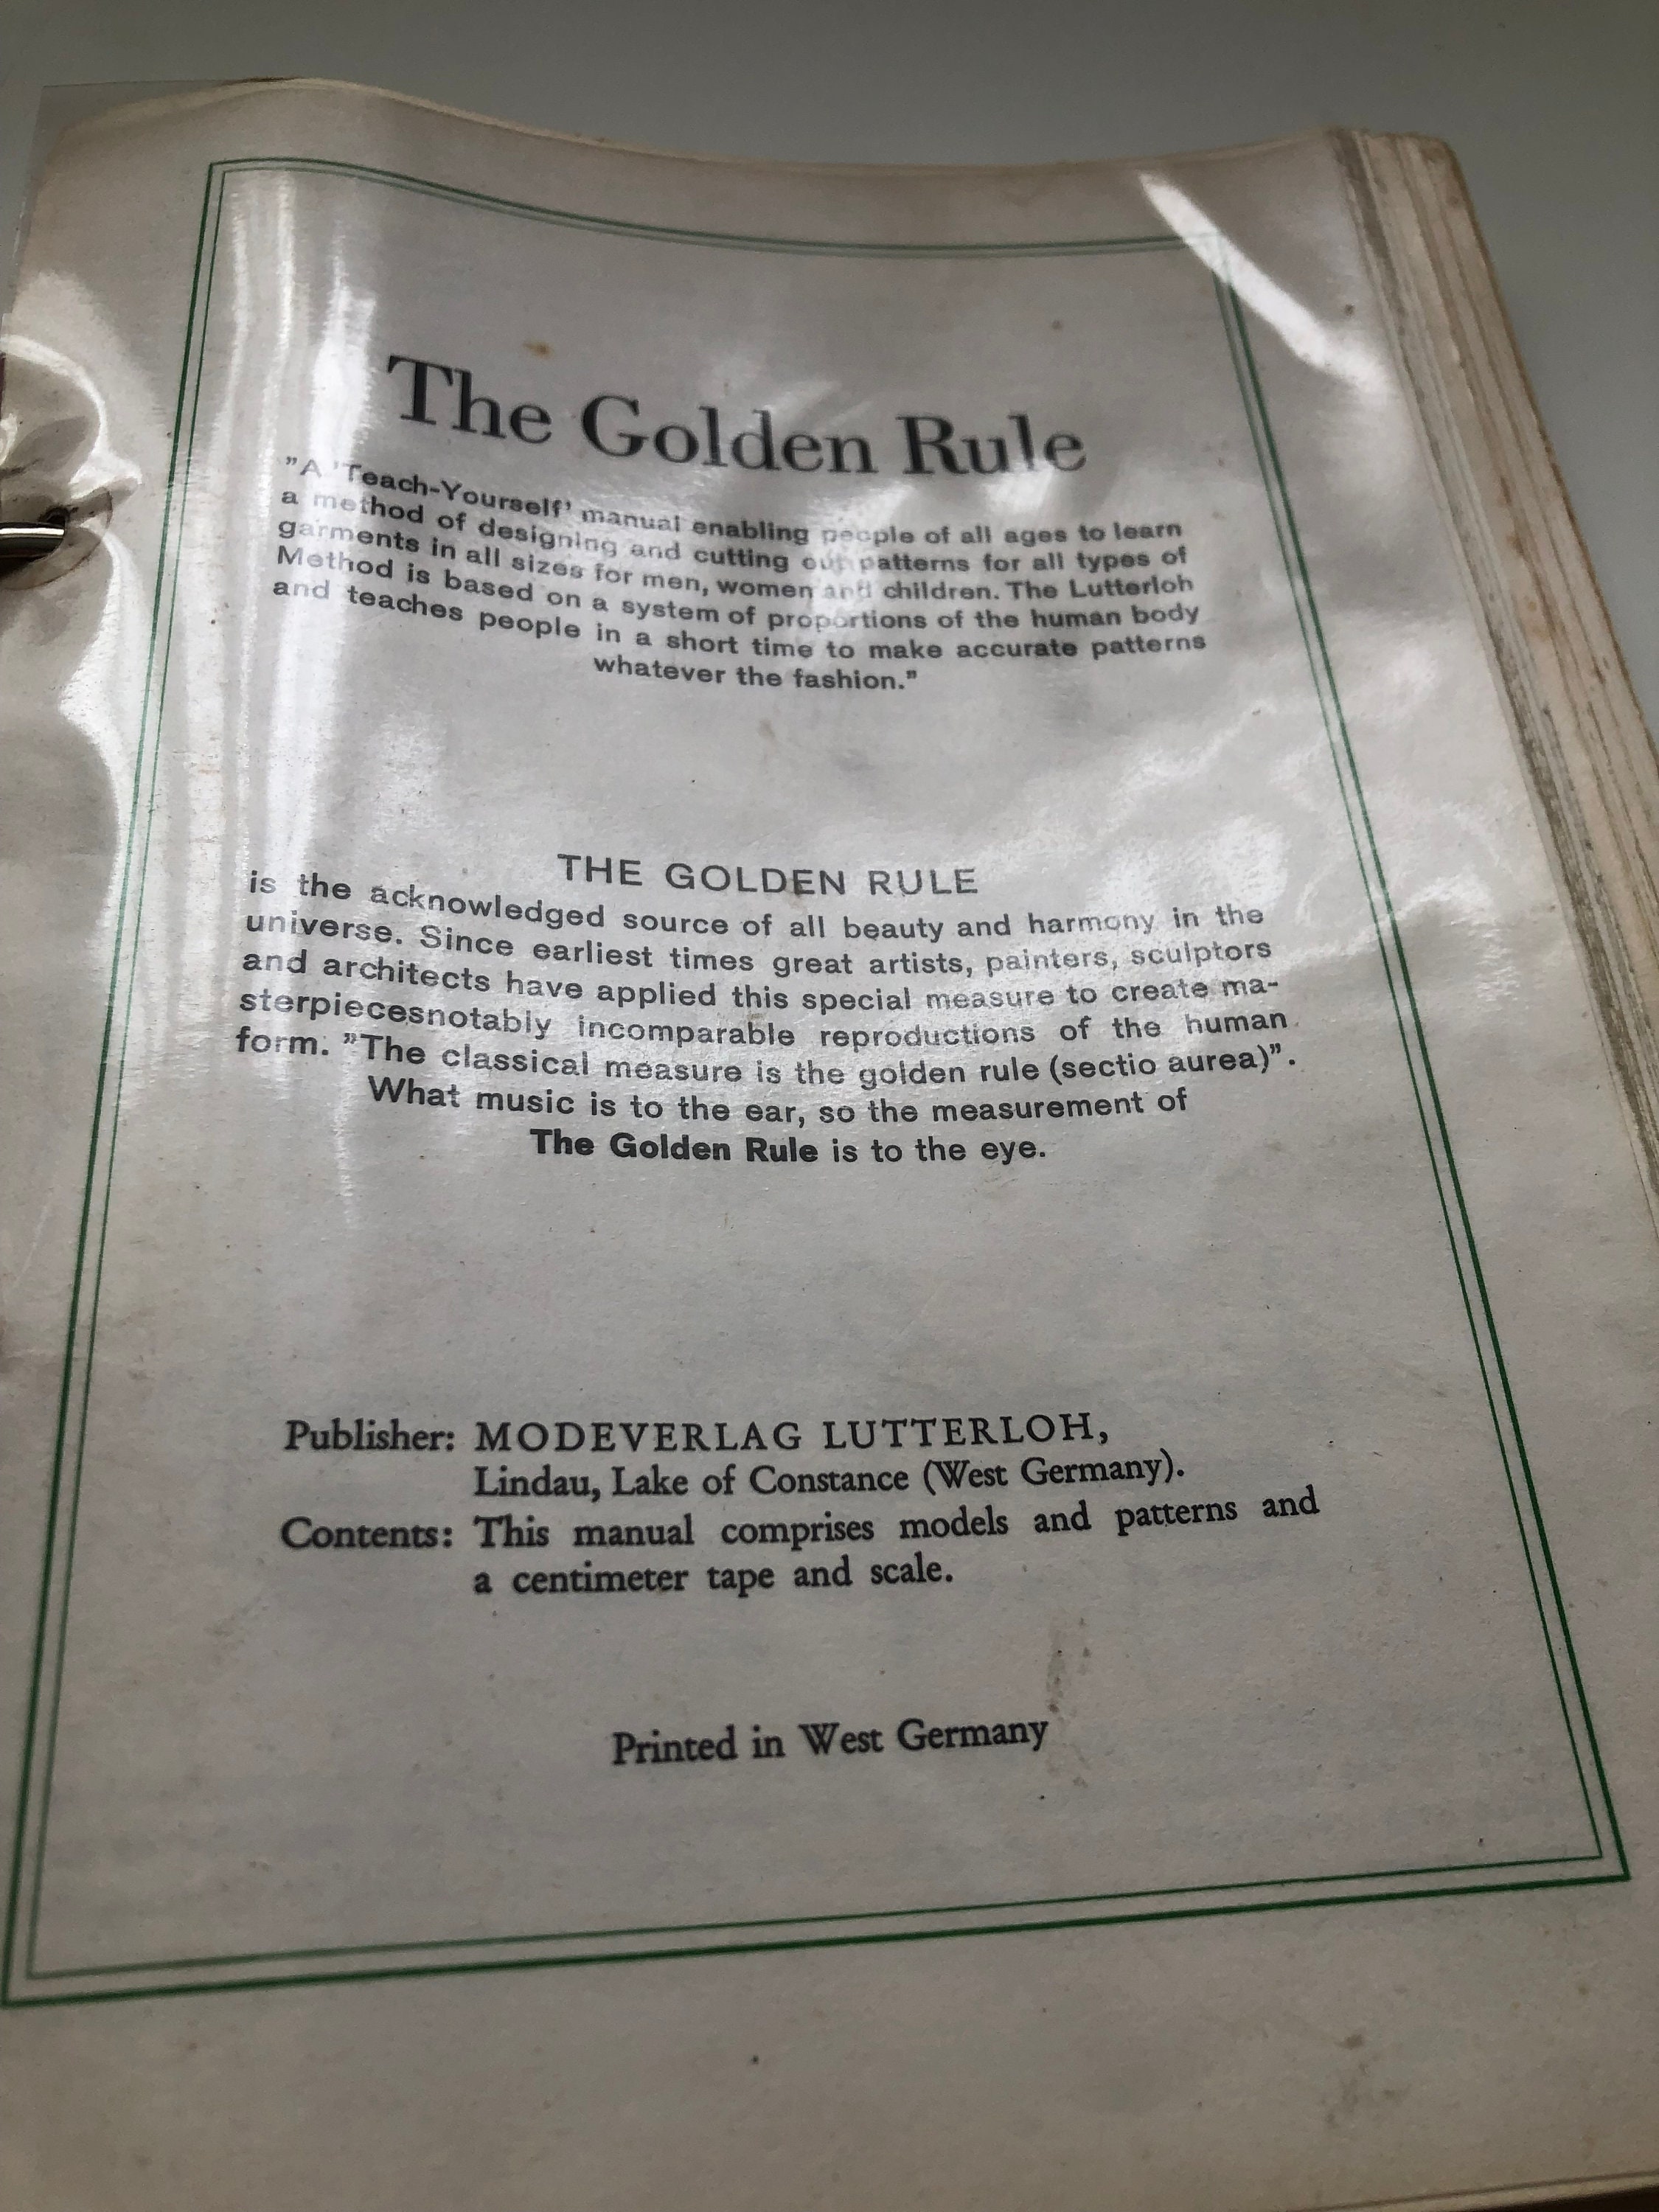 The Golden Rule
"A 'Teach-Yourself' manual enabling people of all ages to learn
a method of designing and cutting out patterns for all types of
garments in all sizes for men, women and children. The Lutterloh
Method is based on a system of proportions of the human body
and teaches people in a short time to make accurate patterns
whatever the fashion."
THE GOLDEN RULE
is the acknowledged source of all beauty and harmony in the
universe. Since earliest times great artists, painters, sculptors
and architects have applied this special measure to create ma-
sterpiecesnotably incomparable reproductions of the human
form. "The classical measure is the golden rule (sectio aurea)".
What music is to the ear, so the measurement of
The Golden Rule is to the eye.
Publisher: MODEVERLAG LUTTERLOH,
Lindau, Lake of Constance (West Germany).
Contents: This manual comprises models and patterns and
a centimeter tape and scale.
Printed in West Germany